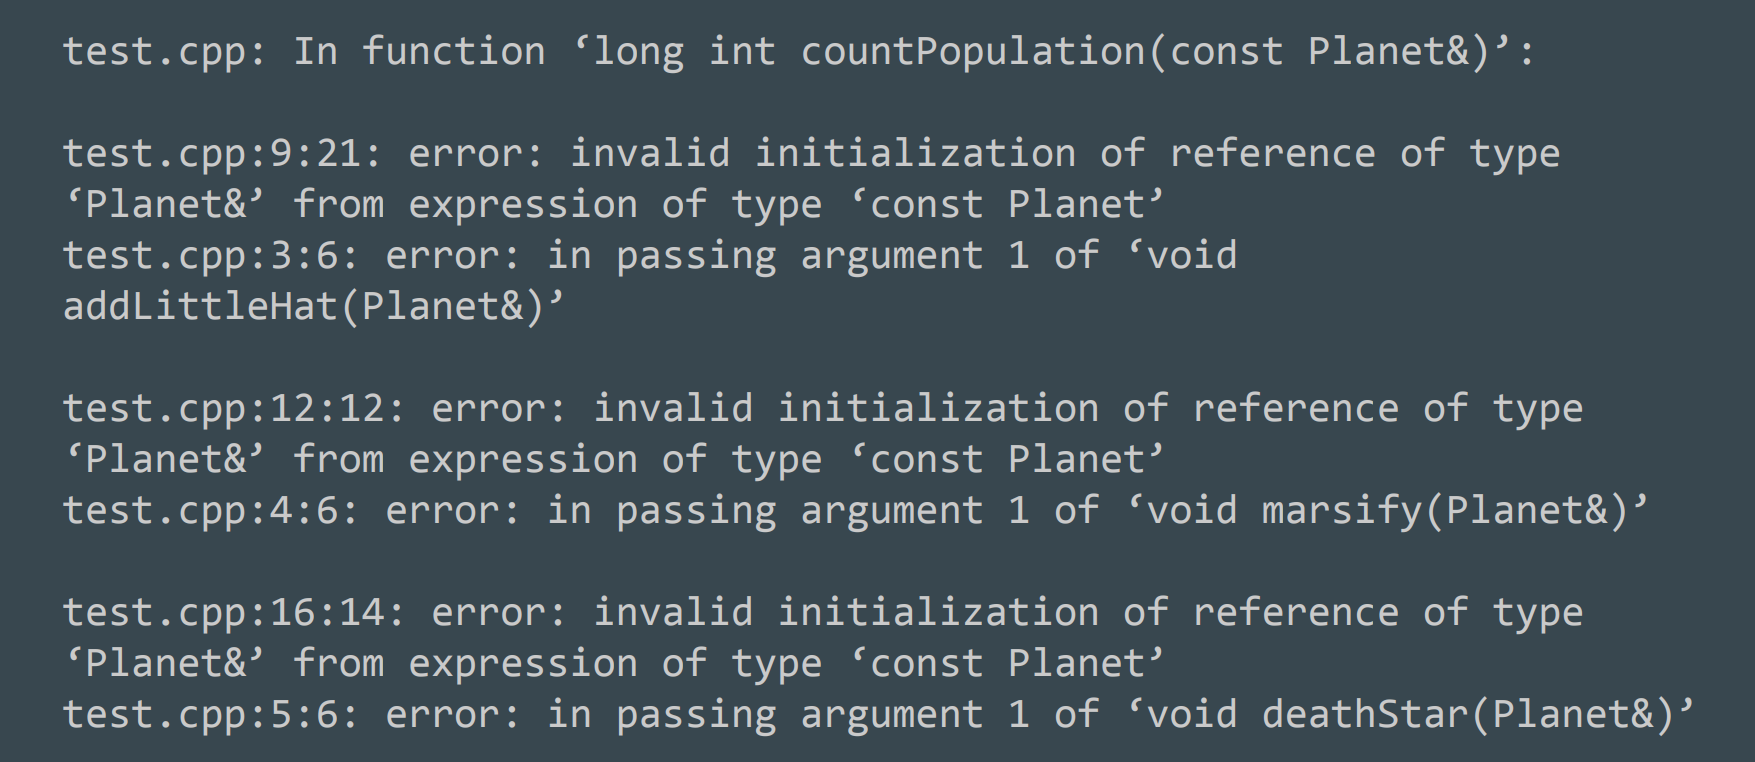 test.cpp: In function ‘long int countPopulation(const Planet&)’:
test.cpp:9:21: error: invalid initialization of reference of type
‘Planet&’ from expression of type ‘const Planet’
test.cpp:3:6: error: in passing argument 1 of ‘void
addLittleHat(Planet&)’
test.cpp:12:12: error: invalid initialization of reference of type
‘Planet&’ from expression of type ‘const Planet’
test.cpp:4:6: error: in passing argument 1 of ‘void marsify(Planet&)’
test.cpp:16:14: error: invalid initialization of reference of type
‘Planet&’ from expression of type ‘const Planet’
test.cpp:5:6: error: in passing argument 1 of ‘void deathStar(Planet&)’